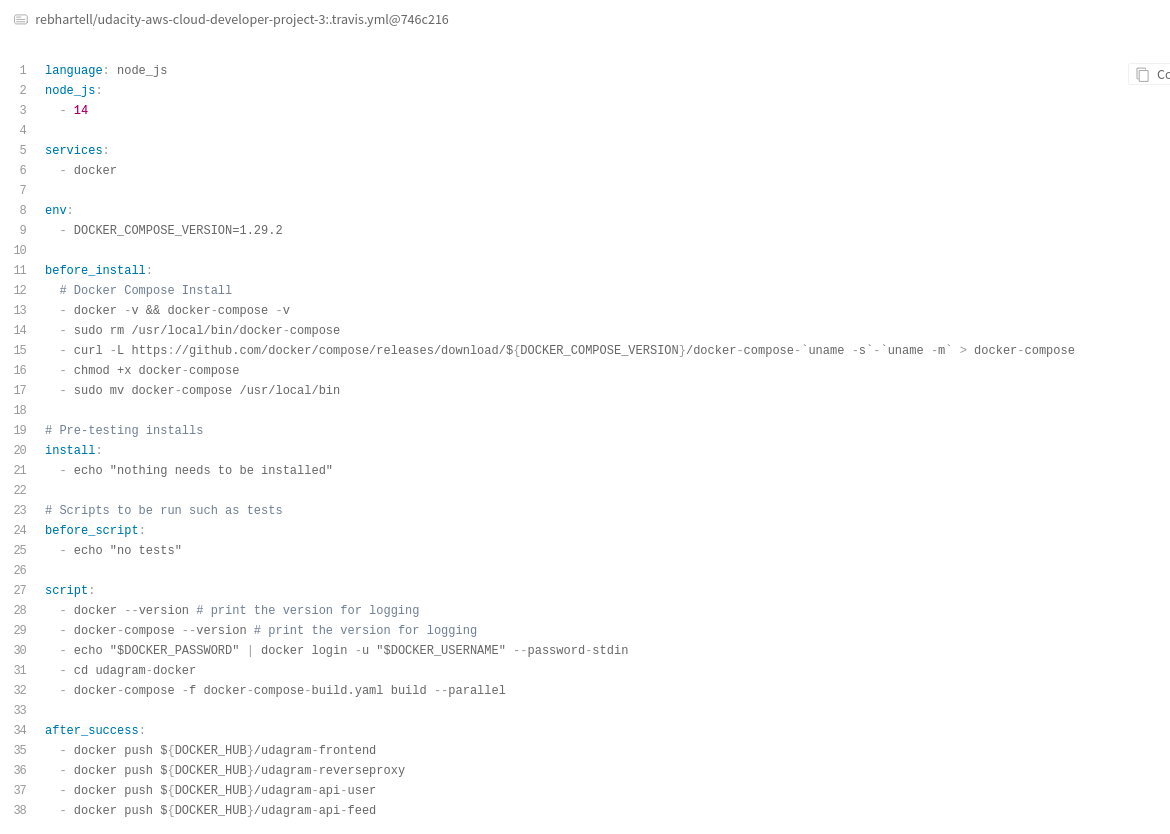 rebhartell/udacity-aws-cloud-developer-project-3:.travis.yml@746c216
Co
1 language: node_js
2 node_js:
3   - 14
4
5 services:
6   - docker
7
8 env:
9   - DOCKER_COMPOSE_VERSION=1.29.2
10
11 before_install:
12   # Docker Compose Install
13   - docker -v && docker-compose -v
14   - sudo rm /usr/local/bin/docker-compose
15   - curl -L https://github.com/docker/compose/releases/download/${DOCKER_COMPOSE_VERSION}/docker-compose-`uname -s`-`uname -m` > docker-compose
16   - chmod +x docker-compose
17   - sudo mv docker-compose /usr/local/bin
18
19 # Pre-testing installs
20 install:
21   - echo "nothing needs to be installed"
22
23 # Scripts to be run such as tests
24 before_script:
25   - echo "no tests"
26
27 script:
28   - docker --version # print the version for logging
29   - docker-compose --version # print the version for logging
30   - echo "$DOCKER_PASSWORD" | docker login -u "$DOCKER_USERNAME" --password-stdin
31   - cd udagram-docker
32   - docker-compose -f docker-compose-build.yaml build --parallel
33
34 after_success:
35   - docker push ${DOCKER_HUB}/udagram-frontend
36   - docker push ${DOCKER_HUB}/udagram-reverseproxy
37   - docker push ${DOCKER_HUB}/udagram-api-user
38   - docker push ${DOCKER_HUB}/udagram-api-feed